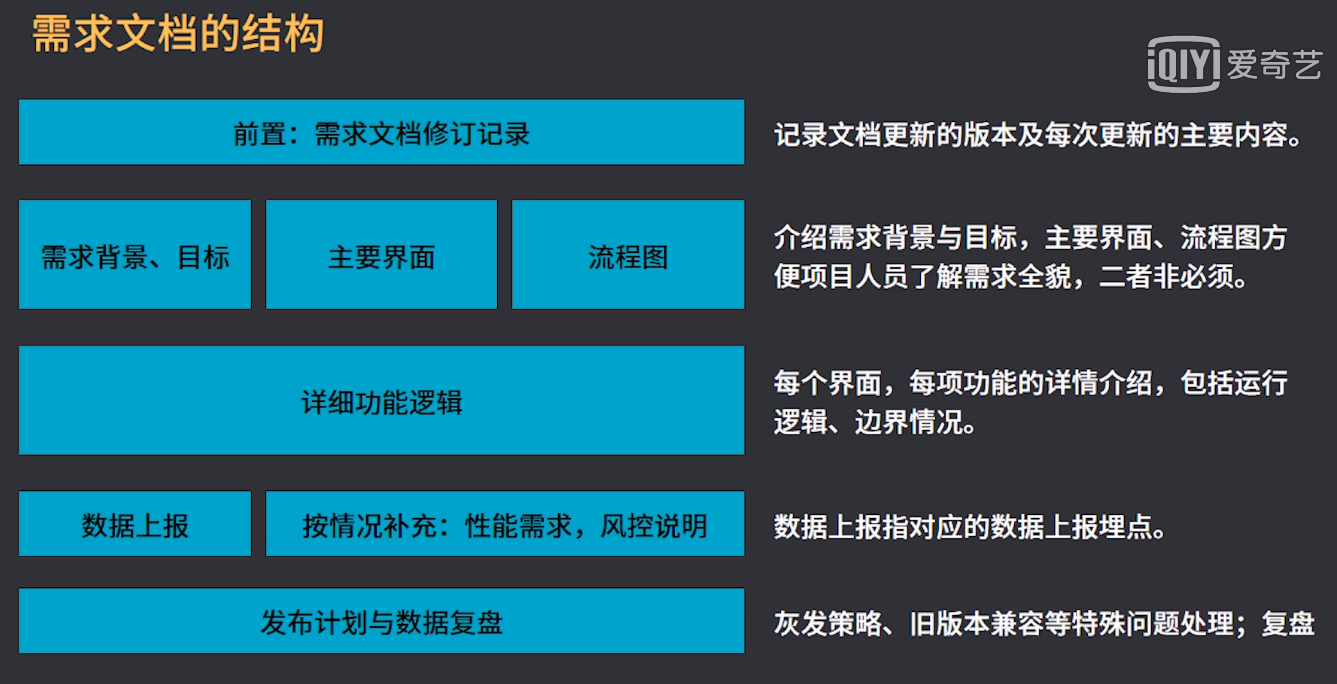 需求文档的结构
iQIYI 爱奇艺
前置：需求文档修订记录
记录文档更新的版本及每次更新的主要内容。
需求背景、目标
主要界面
流程图
介绍需求背景与目标，主要界面、流程图方
便项目人员了解需求全貌，二者非必须。
详细功能逻辑
每个界面，每项功能的详情介绍，包括运行
逻辑、边界情况。
数据上报
按情况补充：性能需求，风控说明
数据上报指对应的数据上报埋点。
发布计划与数据复盘
灰发策略、旧版本兼容等特殊问题处理；复盘